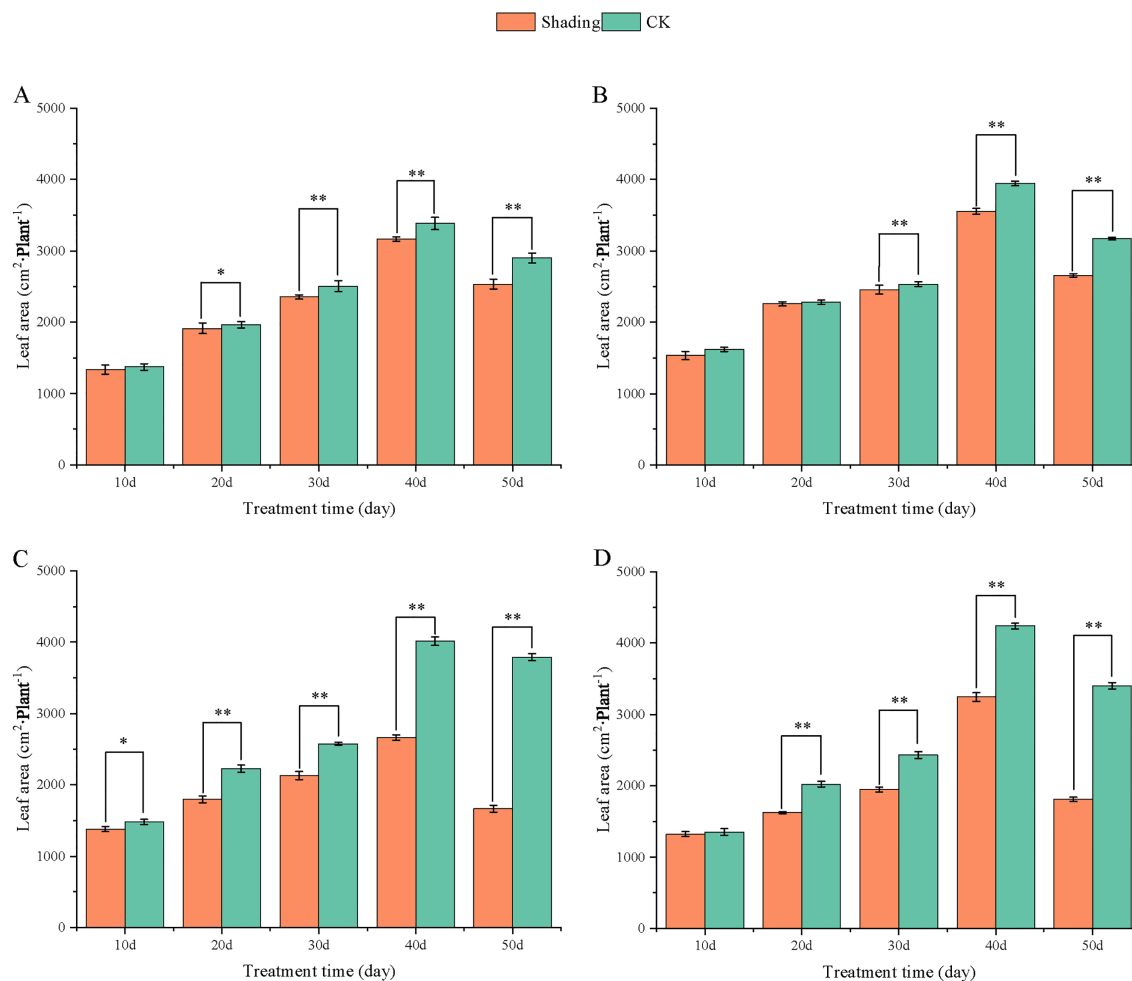 Shading CK
A
5000
4000
3000
2000
1000
0
Leaf area (cm²·Plant⁻¹)
*
**
**
**
10d 20d 30d 40d 50d
Treatment time (day)
B
5000
4000
3000
2000
1000
0
Leaf area (cm²·Plant⁻¹)
**
**
**
10d 20d 30d 40d 50d
Treatment time (day)
C
5000
4000
3000
2000
1000
0
Leaf area (cm²·Plant⁻¹)
*
**
**
**
**
10d 20d 30d 40d 50d
Treatment time (day)
D
5000
4000
3000
2000
1000
0
Leaf area (cm²·Plant⁻¹)
**
**
**
**
10d 20d 30d 40d 50d
Treatment time (day)